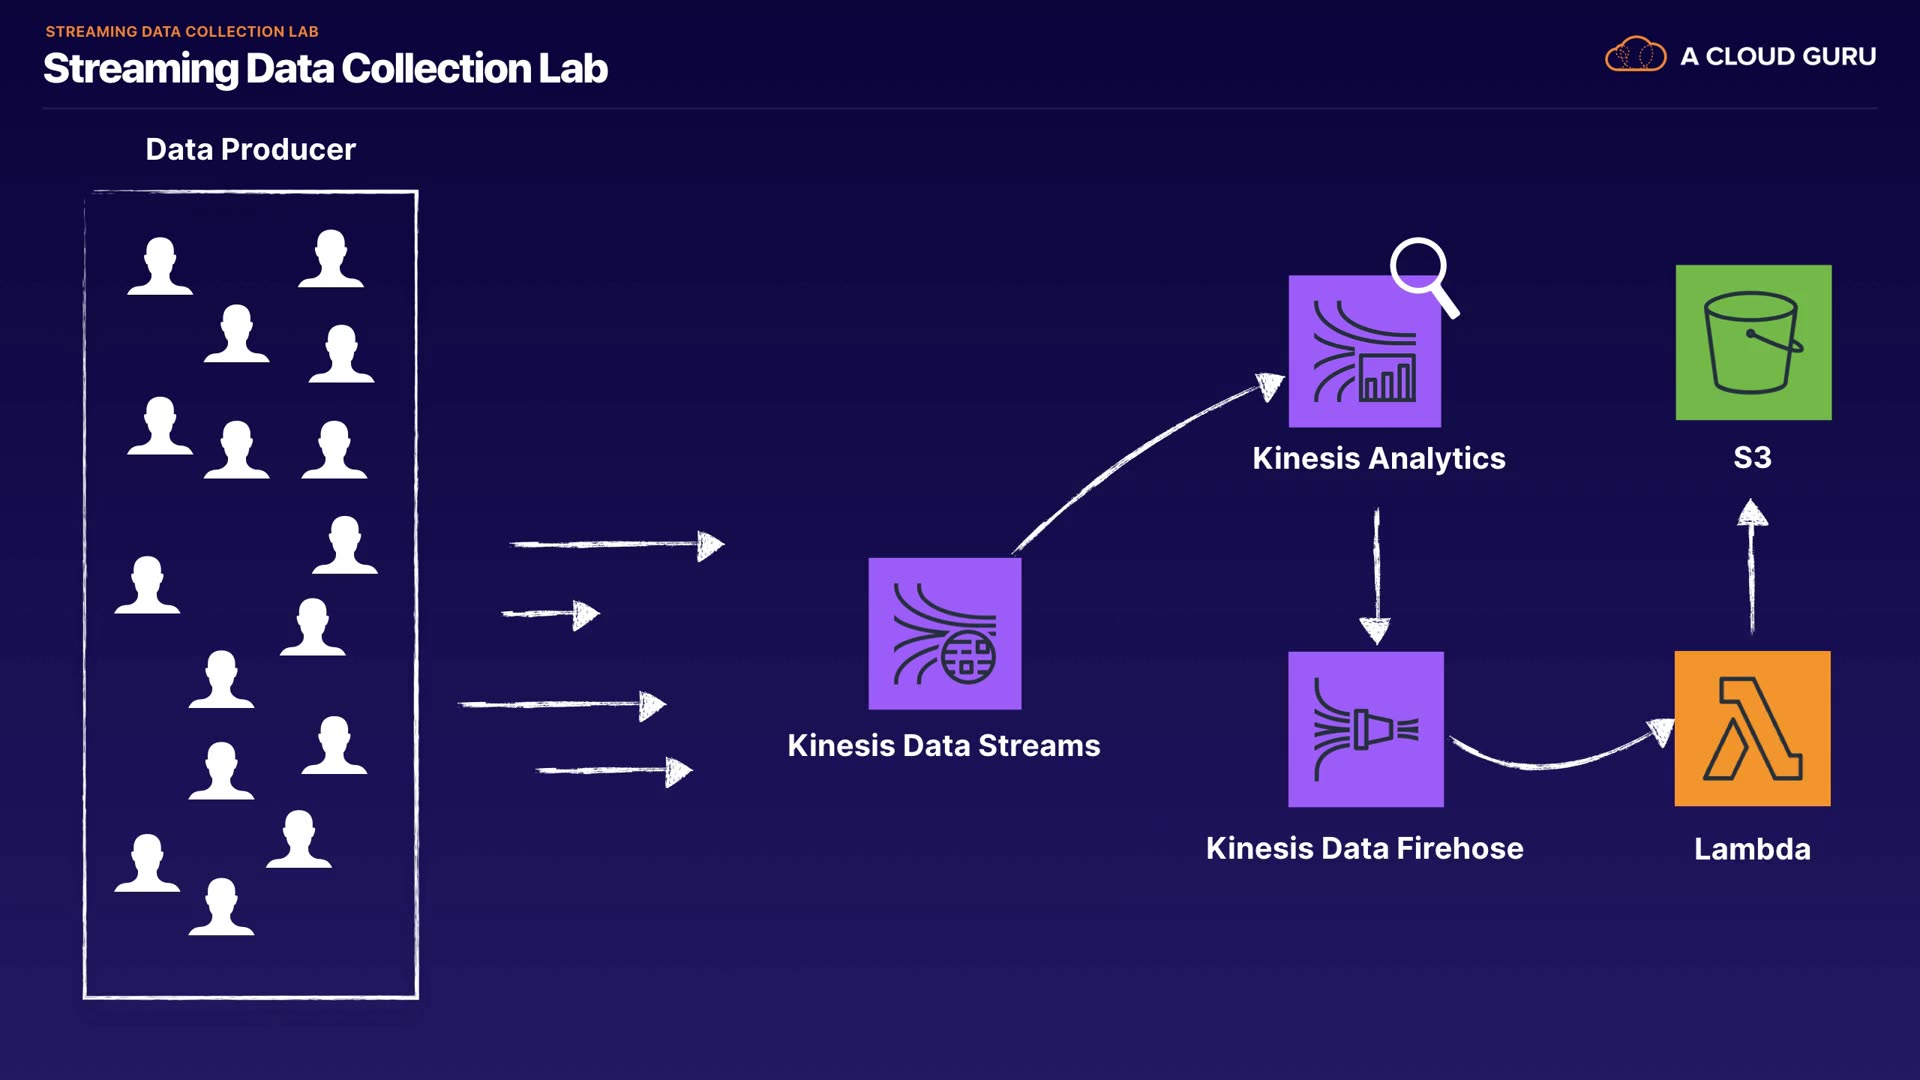 STREAMING DATA COLLECTION LAB
Streaming Data Collection Lab
A CLOUD GURU
Data Producer
Kinesis Analytics
S3
Kinesis Data Streams
Kinesis Data Firehose
Lambda